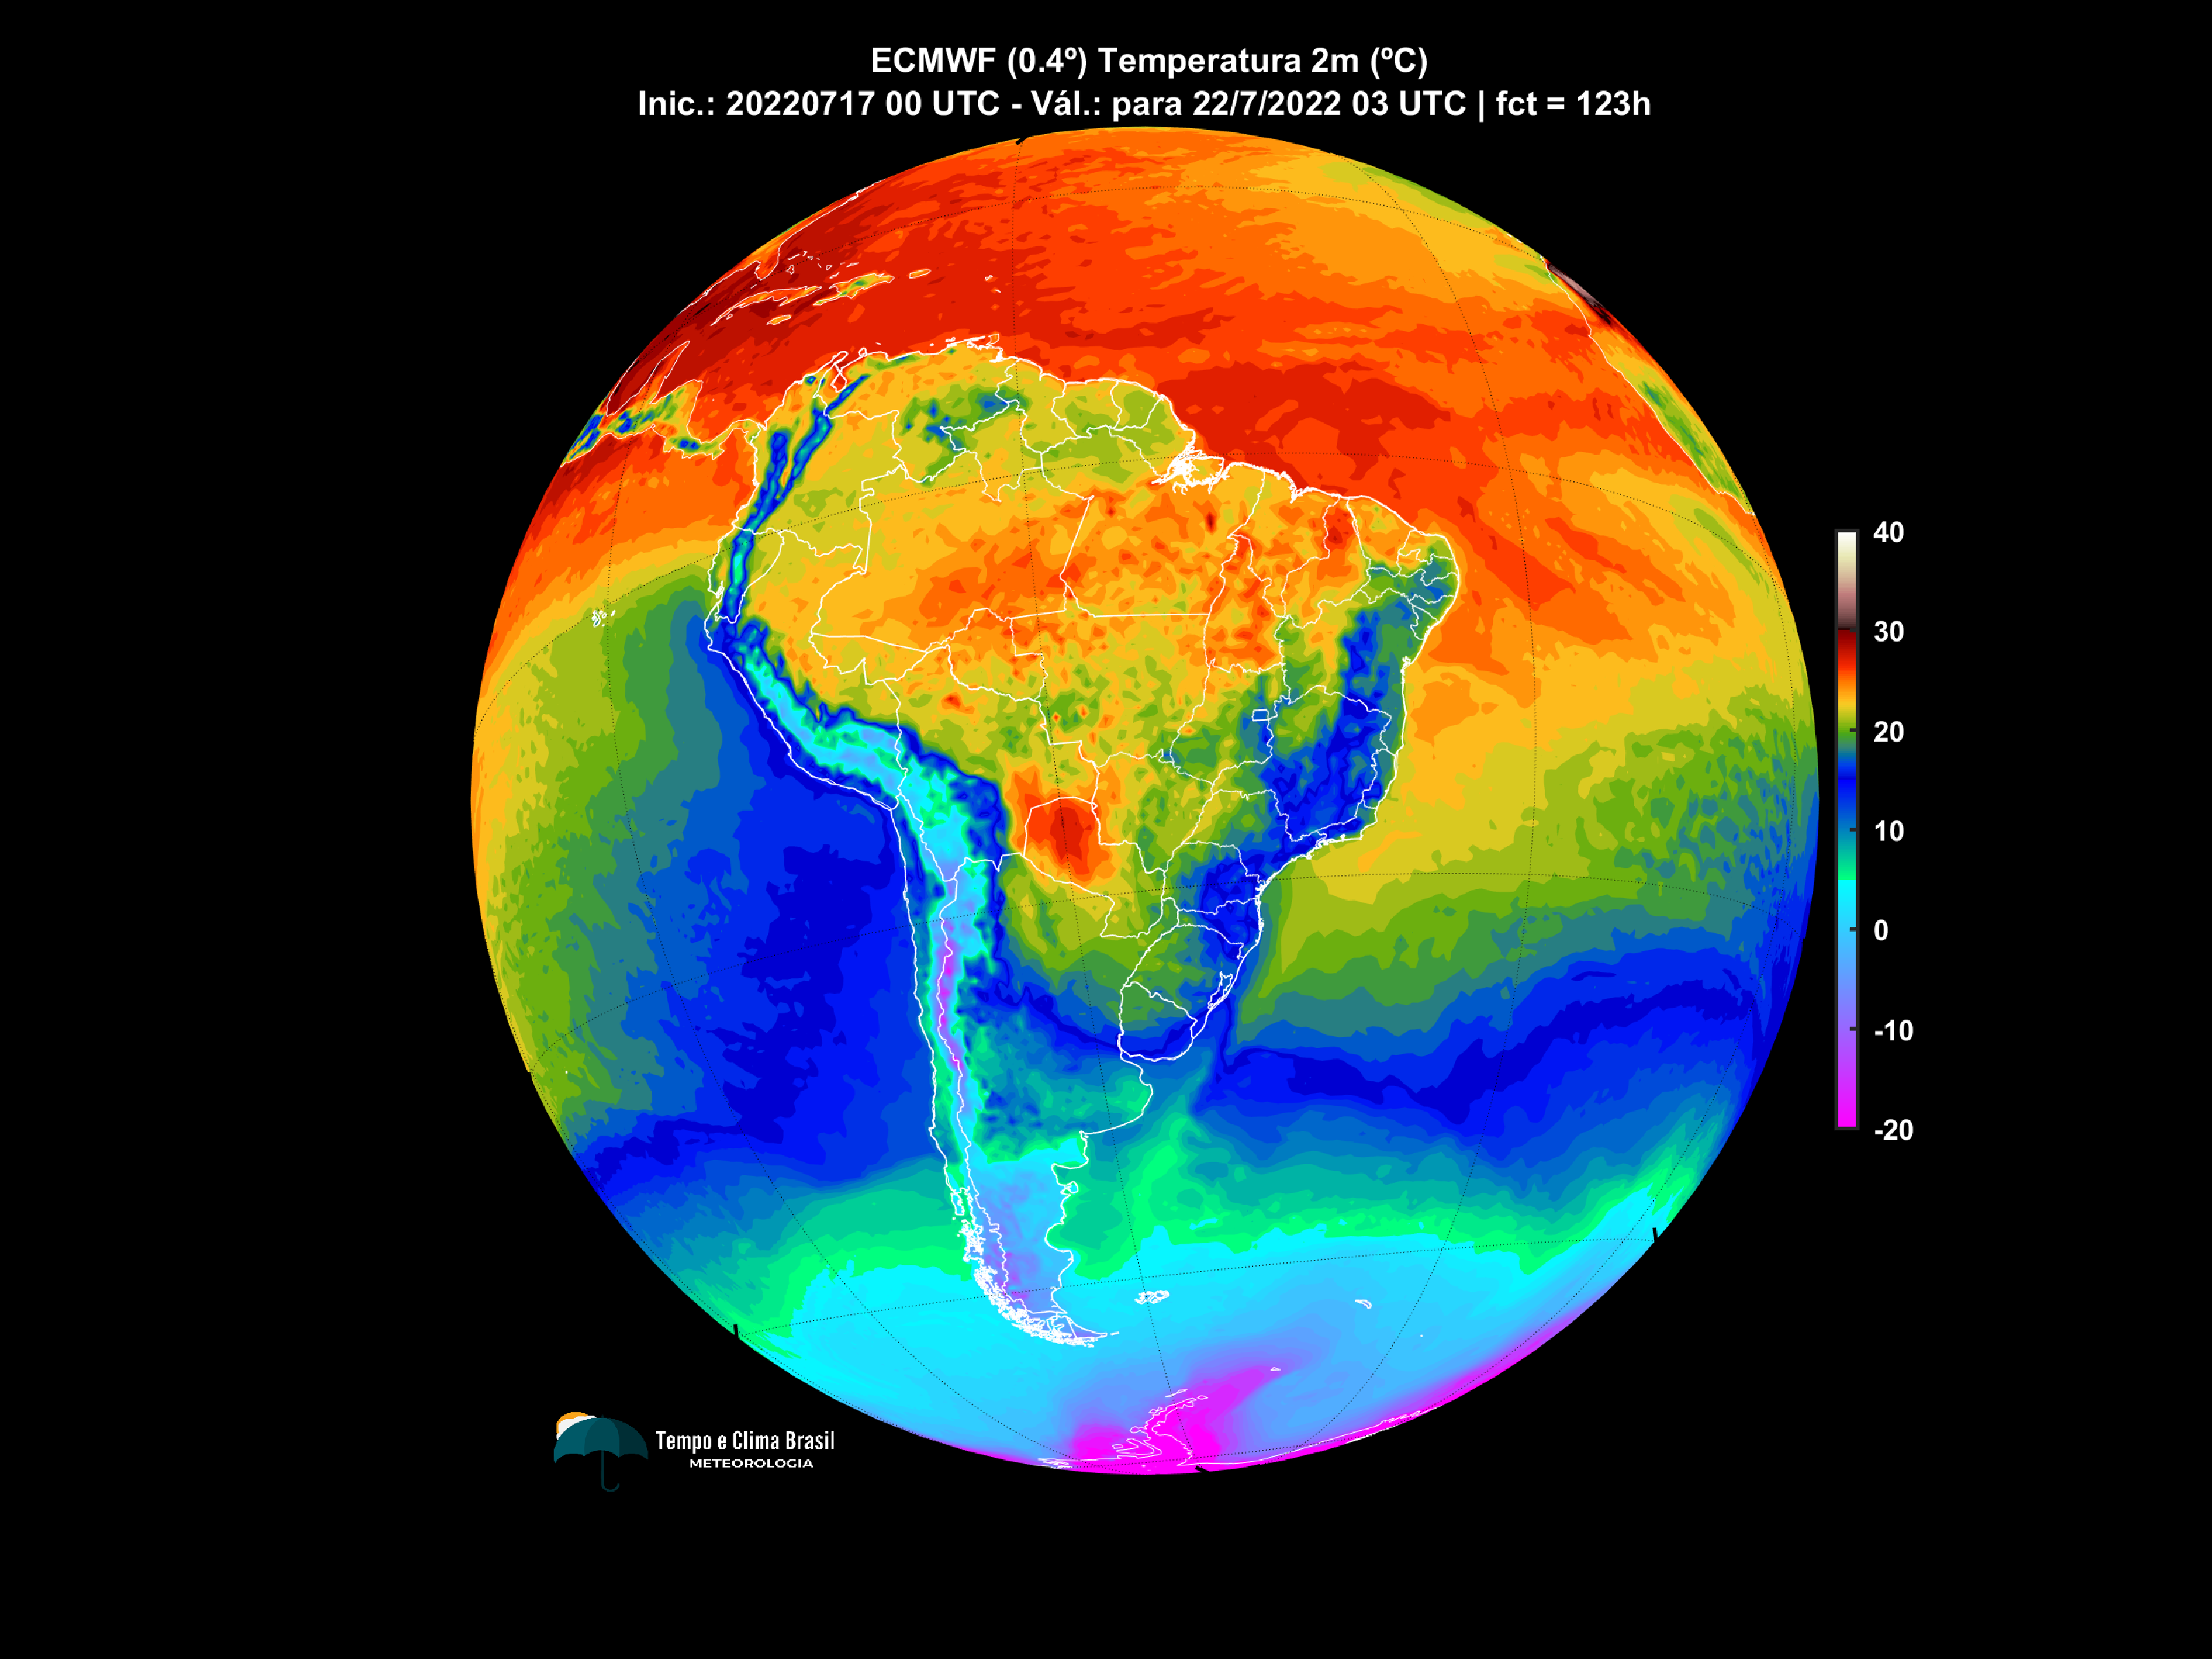 ECMWF (0.4º) Temperatura 2m (ºC)
Inic.: 20220717 00 UTC - Vál.: para 22/7/2022 03 UTC | fct = 123h
40
30
20
10
0
-10
-20
Tempo e Clima Brasil
METEOROLOGIA